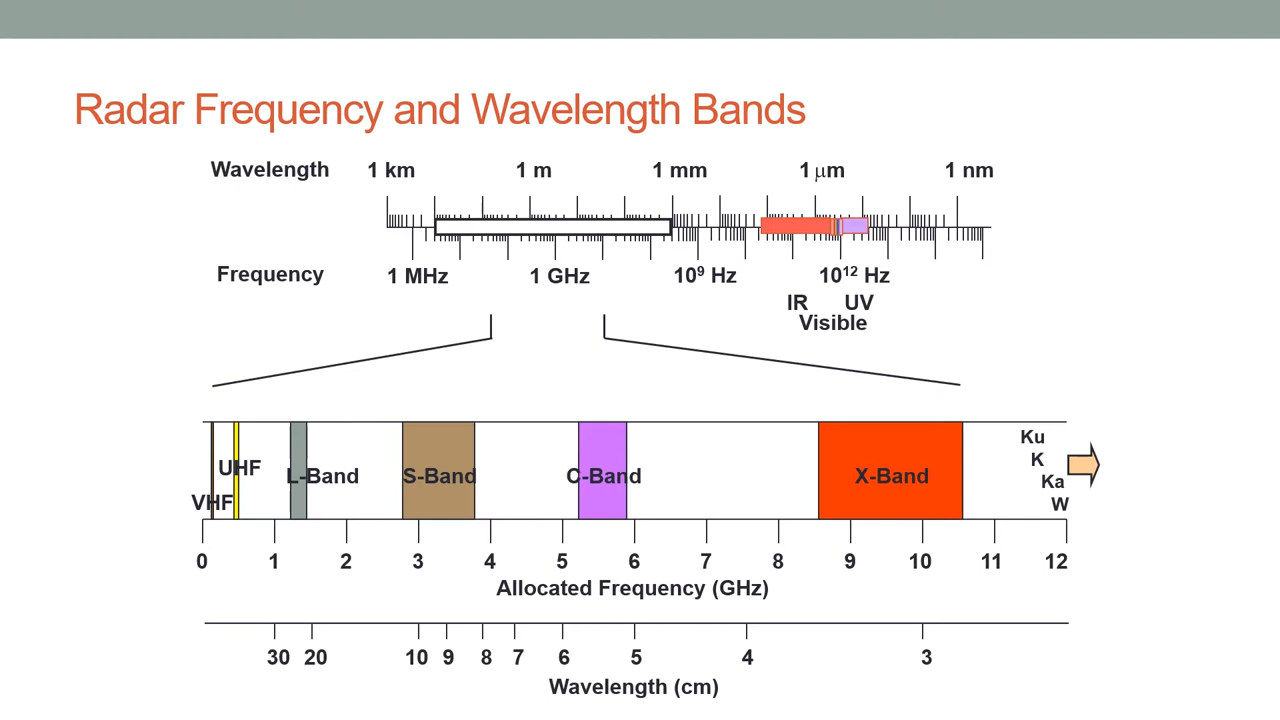 Radar Frequency and Wavelength Bands
Wavelength 1 km 1 m 1 mm 1 μm 1 nm
Frequency 1 MHz 1 GHz 10⁹ Hz 10¹² Hz
IR UV
Visible
VHF UHF L-Band S-Band C-Band X-Band
Ku
K
Ka
W
0 1 2 3 4 5 6 7 8 9 10 11 12
Allocated Frequency (GHz)
30 20 10 9 8 7 6 5 4 3
Wavelength (cm)